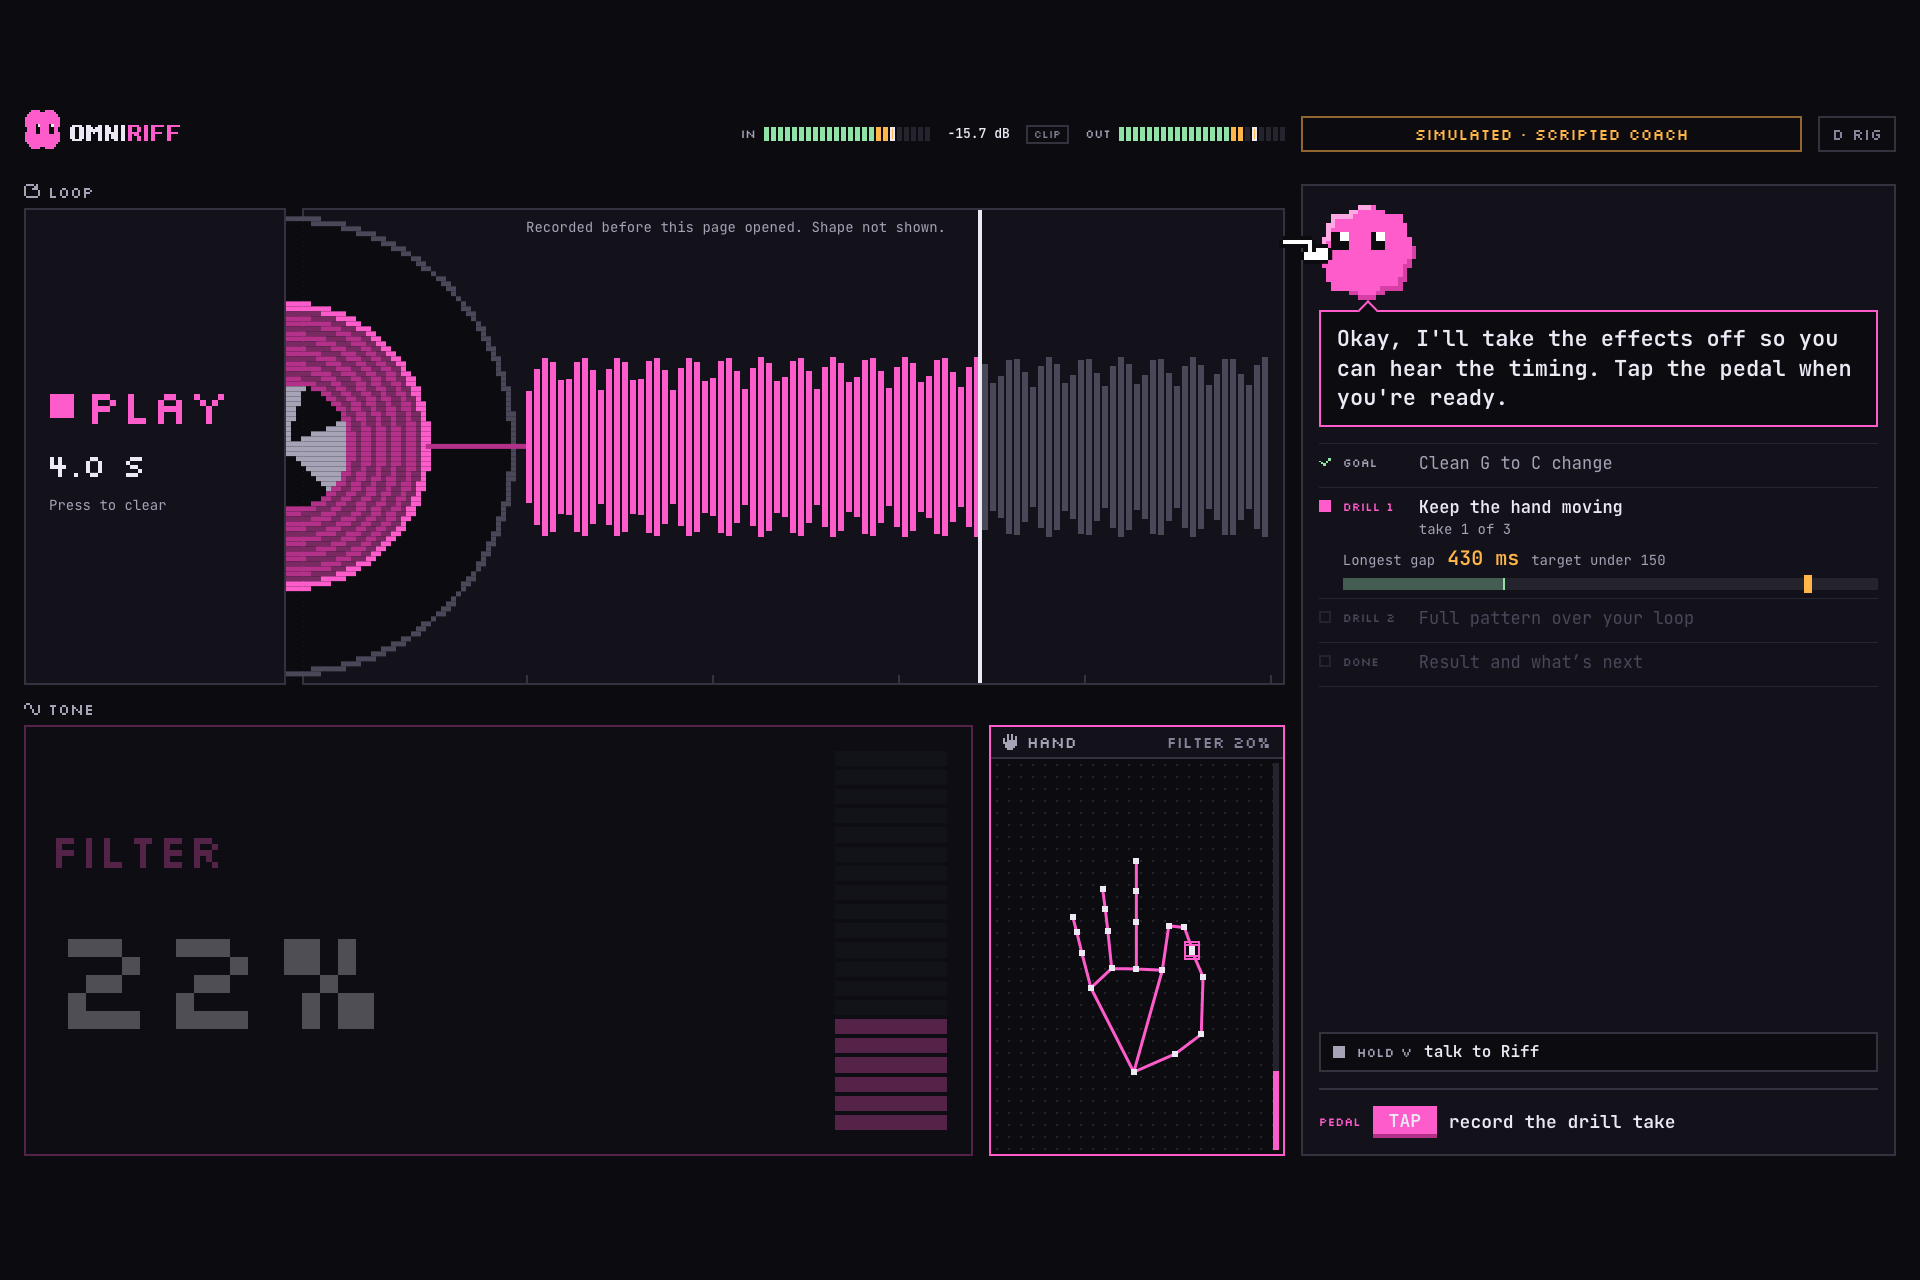 OMNIRIFF
IN -15.7 dB CLIP OUT
SIMULATED · SCRIPTED COACH
D RIG
LOOP
PLAY
4.0 S
Press to clear
Recorded before this page opened. Shape not shown.
Okay, I'll take the effects off so you
can hear the timing. Tap the pedal when
you're ready.
GOAL Clean G to C change
DRILL 1 Keep the hand moving
take 1 of 3
Longest gap 430 ms target under 150
DRILL 2 Full pattern over your loop
DONE Result and what’s next
TONE
FILTER
22%
HAND FILTER 20%
HOLD V talk to Riff
PEDAL TAP record the drill take